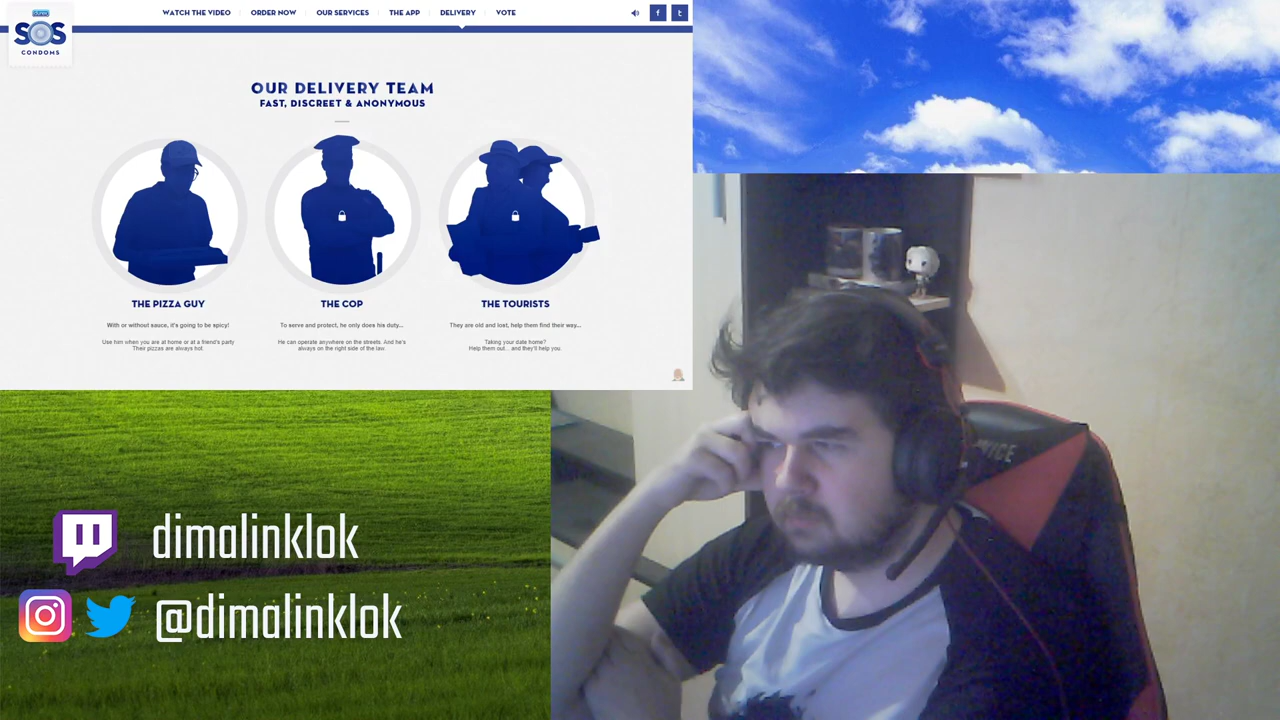 durex
SOS
CONDOMS
WATCH THE VIDEO
ORDER NOW
OUR SERVICES
THE APP
DELIVERY
VOTE
f
t
OUR DELIVERY TEAM
FAST, DISCREET & ANONYMOUS
THE PIZZA GUY
With or without sauce, it's going to be spicy!
Use him when you are at home or at a friend's party
Their pizzas are always hot.
THE COP
To serve and protect, he only does his duty...
He can operate anywhere on the streets. And he's
always on the right side of the law.
THE TOURISTS
They are old and lost, help them find their way...
Taking your date home?
Help them out... and they'll help you.
dimalinklok
@dimalinklok